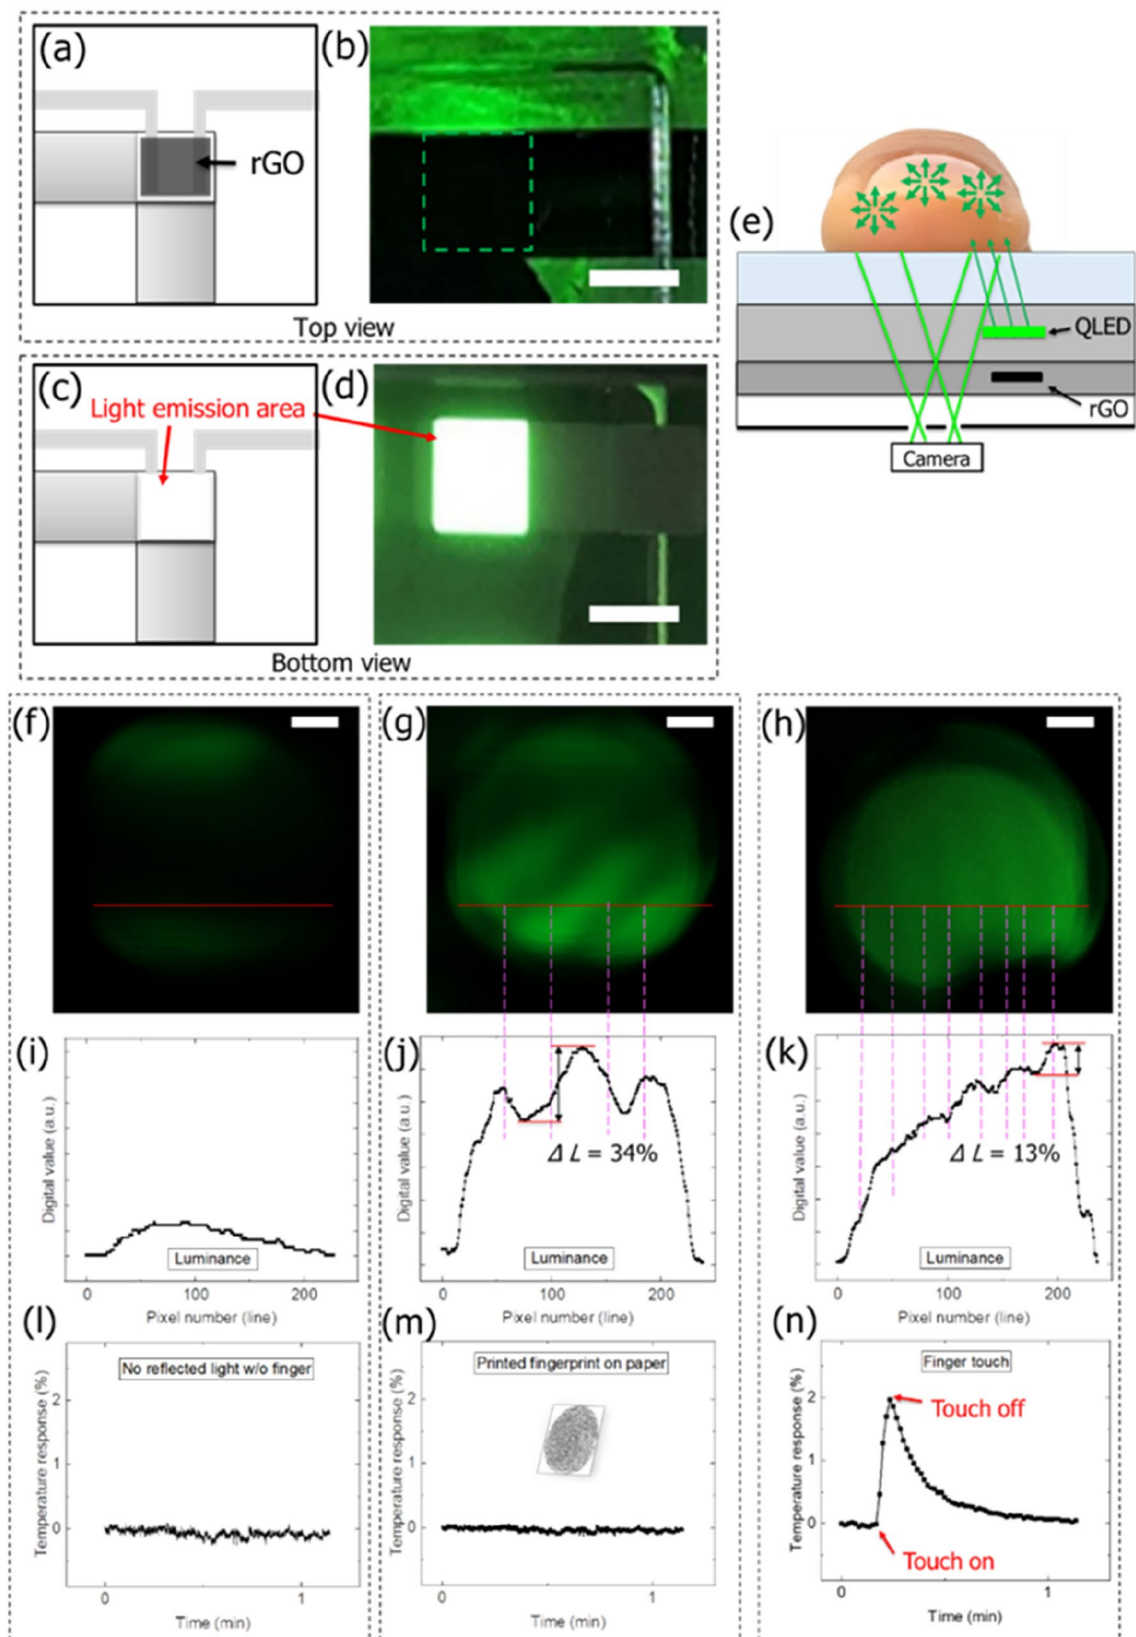 (a)
rGO
(b)
Top view
(c)
Light emission area
(d)
Bottom view
(e)
QLED
rGO
Camera
(f)
(g)
(h)
(i)
Digital value (a.u.)
Luminance
0 100 200
Pixel number (line)
(j)
Digital value (a.u.)
Δ L = 34%
Luminance
0 100 200
Pixel number (line)
(k)
Digital value (a.u.)
Δ L = 13%
Luminance
0 100 200
Pixel number (line)
(l)
Temperature response (%)
No reflected light w/o finger
2
1
0
0 1
Time (min)
(m)
Temperature response (%)
Printed fingerprint on paper
2
1
0
0 1
Time (min)
(n)
Temperature response (%)
Finger touch
2
1
0
Touch off
Touch on
0 1
Time (min)